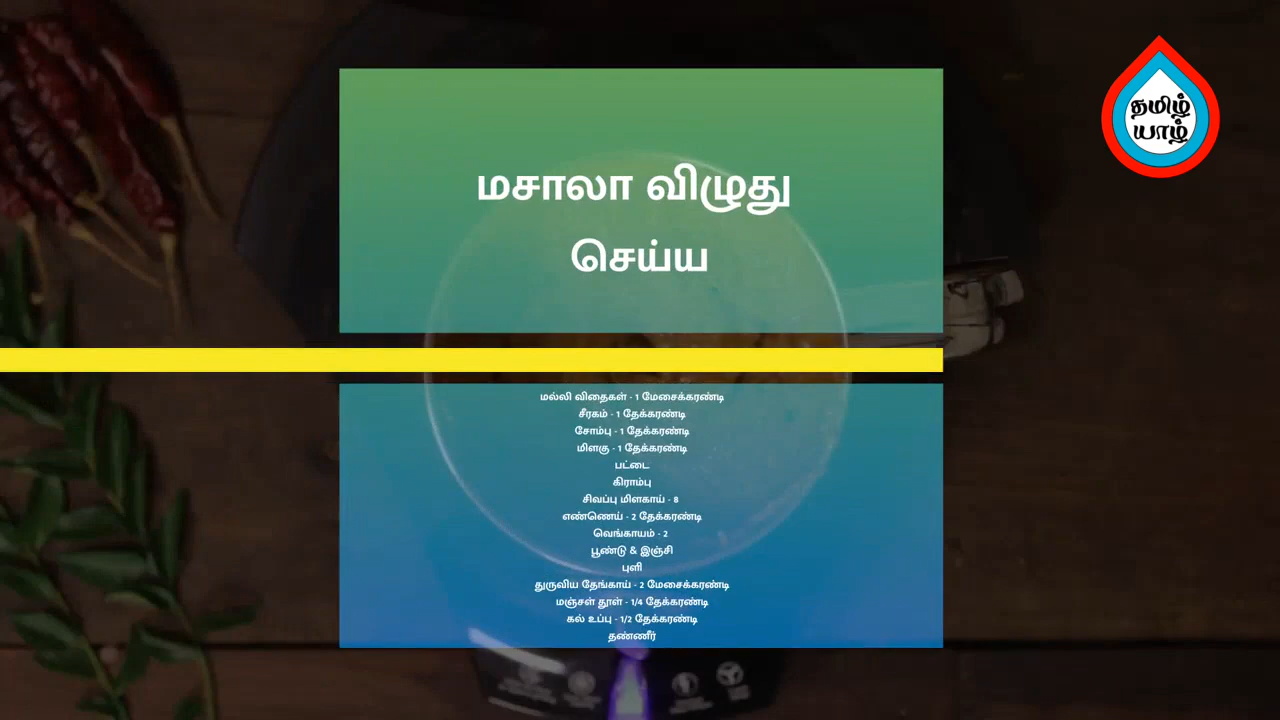 தமிழ்
யாழ்
மசாலா விழுது
செய்ய
மல்லி விதைகள் - 1 மேசைக்கரண்டி
சீரகம் - 1 தேக்கரண்டி
சோம்பு - 1 தேக்கரண்டி
மிளகு - 1 தேக்கரண்டி
பட்டை
கிராம்பு
சிவப்பு மிளகாய் - 8
எண்ணெய் - 2 தேக்கரண்டி
வெங்காயம் - 2
பூண்டு & இஞ்சி
புளி
துருவிய தேங்காய் - 2 மேசைக்கரண்டி
மஞ்சள் தூள் - 1/4 தேக்கரண்டி
கல் உப்பு - 1/2 தேக்கரண்டி
தண்ணீர்